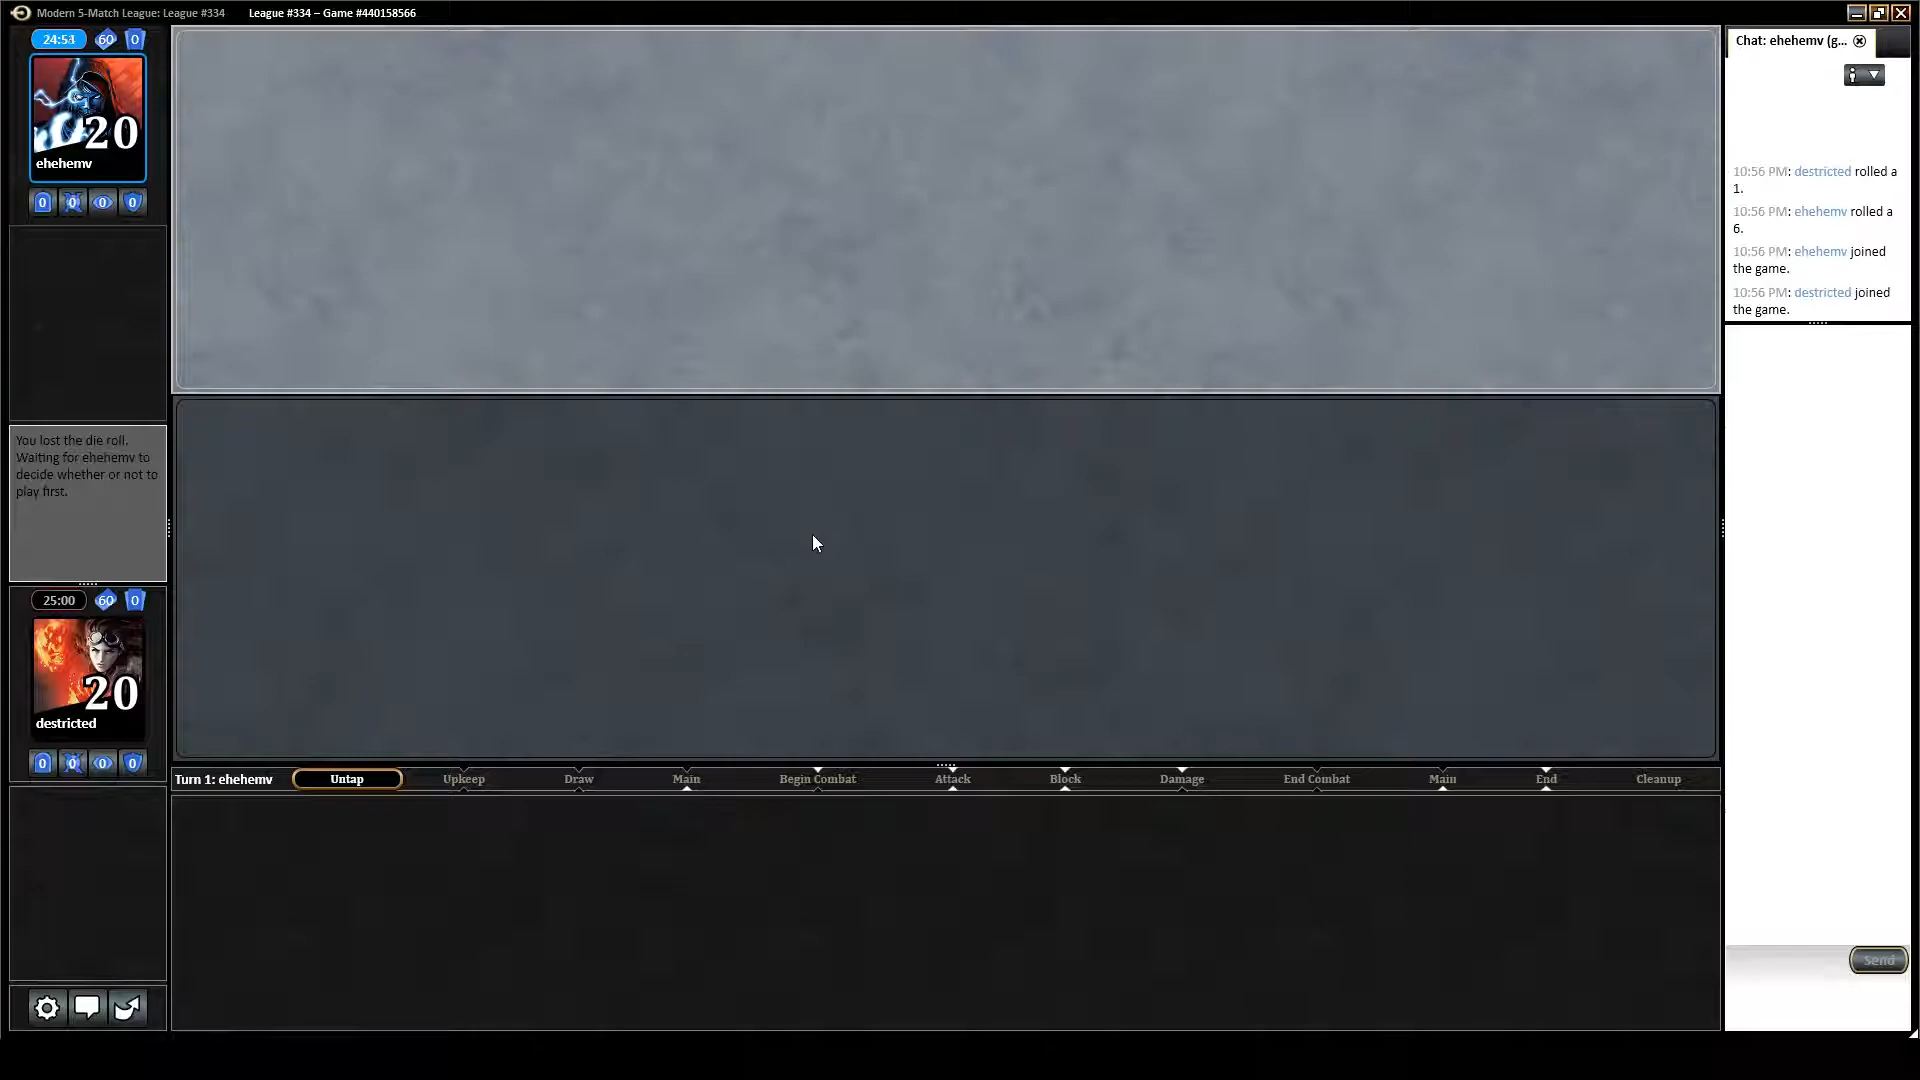 Modern 5-Match League: League #334
League #334 – Game #440158566
60
0
20
ehehemv
0
0
0
0
You lost the die roll.
Waiting for ehehemv to
decide whether or not to
play first.
25:00
60
0
20
destricted
0
0
0
0
Turn 1: ehehemv
Untap
Upkeep
Draw
Main
Begin Combat
Attack
Block
Damage
End Combat
Main
End
Cleanup
Chat: ehehemv (g...
10:56 PM: destricted rolled a
1.
10:56 PM: ehehemv rolled a
6.
10:56 PM: ehehemv joined
the game.
10:56 PM: destricted joined
the game.
Send